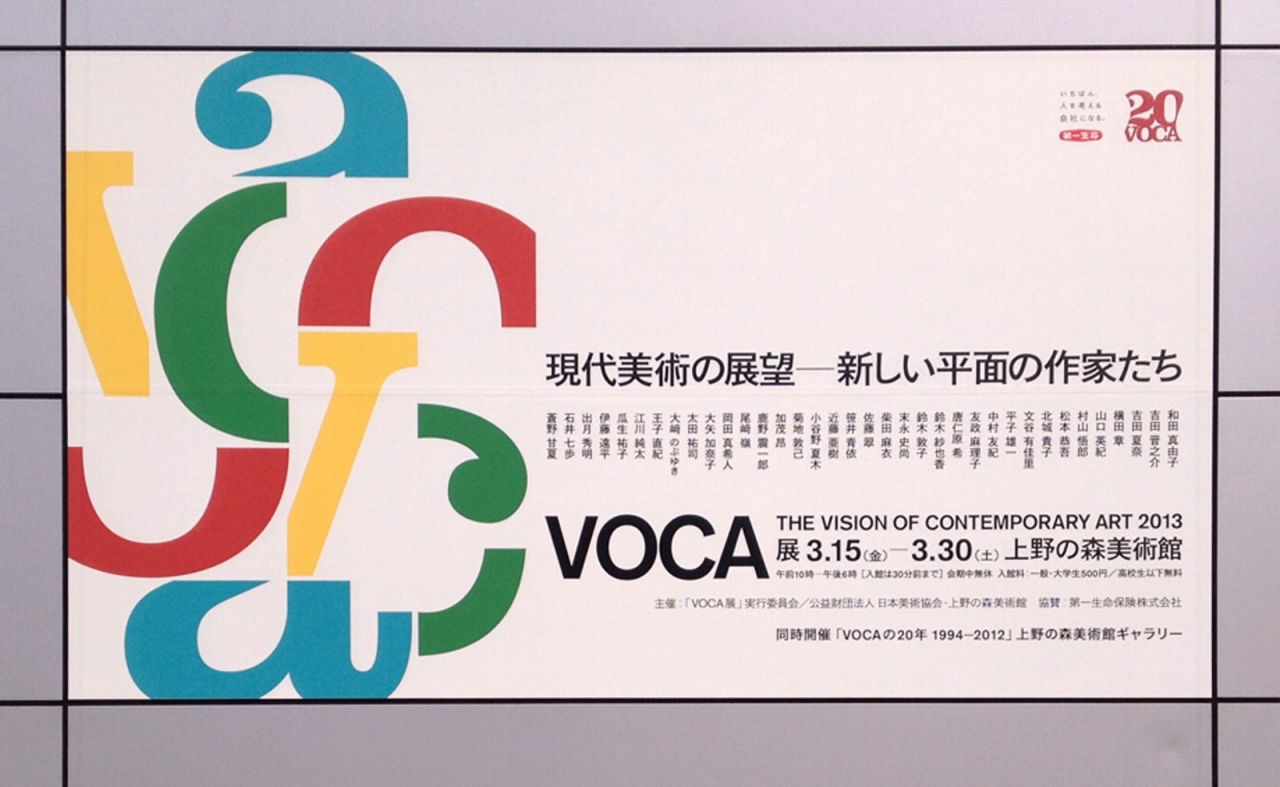 いちばん、
人を考える
会社になる。
第一生命
20
VOCA
現代美術の展望―新しい平面の作家たち
蒼野 甘夏
石井 七歩
出月 秀明
伊藤 遠平
瓜生 祐子
江川 純太
王子 直紀
大﨑 のぶゆき
太田 祐司
大矢 加奈子
岡田 真希人
尾崎 嶺
鹿野 震一郎
加茂 昂
菊地 敦己
小谷野 夏木
近藤 亜樹
笹井 青依
佐藤 翠
柴田 麻衣
末永 史尚
鈴木 敦子
鈴木 紗也香
唐仁原 希
友政 麻理子
中村 友紀
平子 雄一
文谷 有佳里
北城 貴子
松本 恭吾
村山 悟郎
山口 英紀
横田 章
吉田 夏奈
吉田 晋之介
和田 真由子
VOCA
THE VISION OF CONTEMPORARY ART 2013
展 3.15(金)―3.30(土) 上野の森美術館
午前10時―午後6時［入館は30分前まで］会期中無休 入館料：一般・大学生500円／高校生以下無料
主催：「VOCA展」実行委員会／公益財団法人 日本美術協会・上野の森美術館 協賛：第一生命保険株式会社
同時開催「VOCAの20年 1994―2012」上野の森美術館ギャラリー